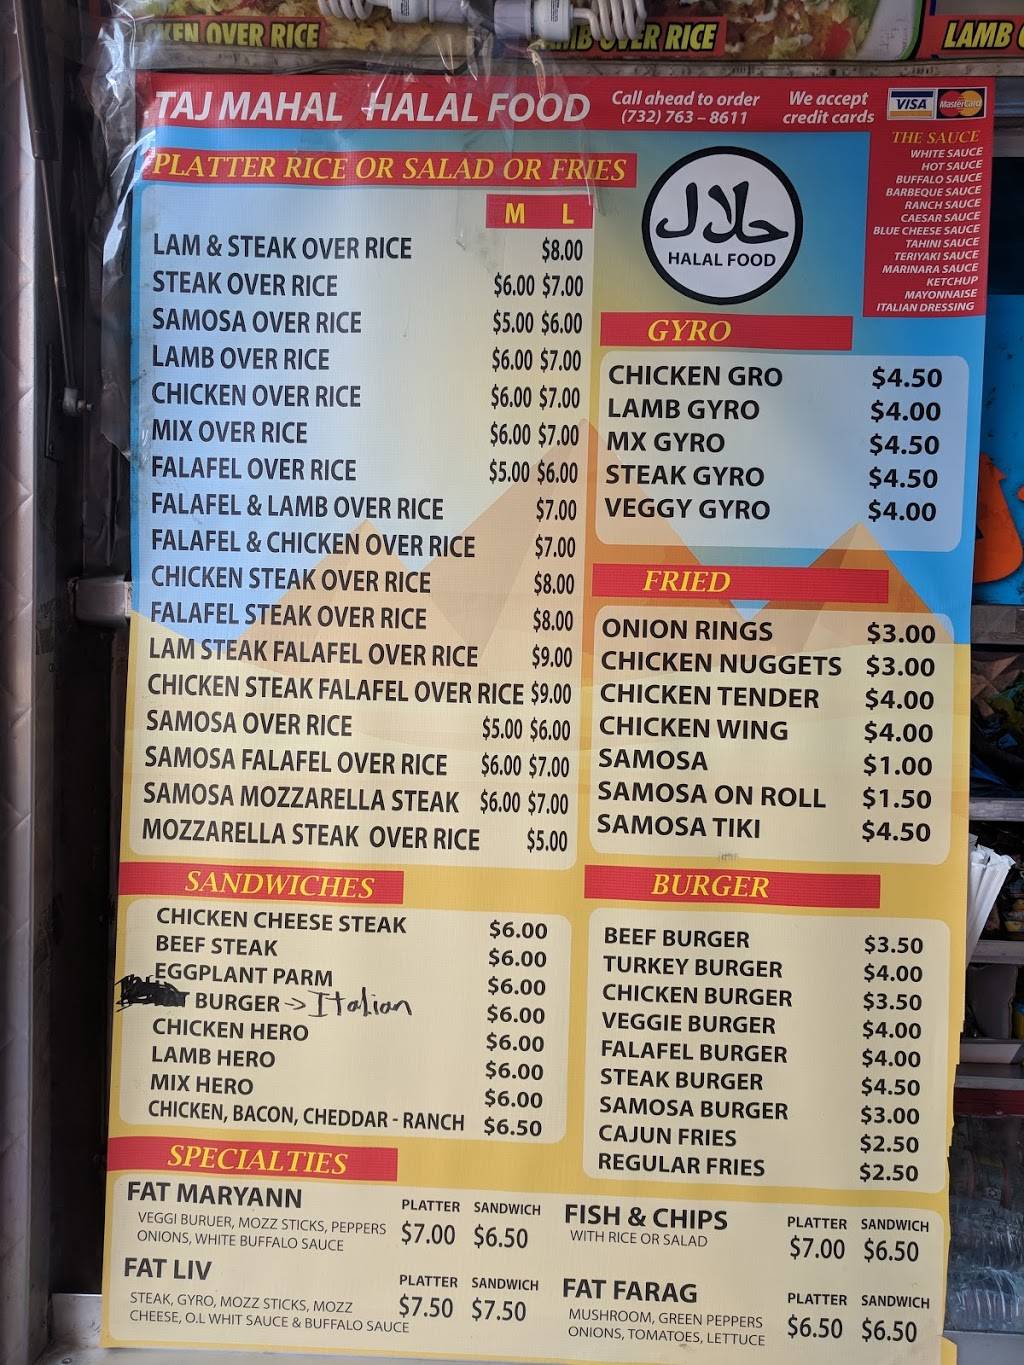 KEN OVER RICE
LAMB OVER RICE
LAMB
TAJ MAHAL HALAL FOOD
Call ahead to order
(732) 763 – 8611
We accept
credit cards
VISA
MasterCard
THE SAUCE
WHITE SAUCE
HOT SAUCE
BUFFALO SAUCE
BARBEQUE SAUCE
RANCH SAUCE
CAESAR SAUCE
BLUE CHEESE SAUCE
TAHINI SAUCE
TERIYAKI SAUCE
MARINARA SAUCE
KETCHUP
MAYONNAISE
ITALIAN DRESSING
PLATTER RICE OR SALAD OR FRIES
M L
LAM & STEAK OVER RICE $8.00
STEAK OVER RICE $6.00 $7.00
SAMOSA OVER RICE $5.00 $6.00
LAMB OVER RICE $6.00 $7.00
CHICKEN OVER RICE $6.00 $7.00
MIX OVER RICE $6.00 $7.00
FALAFEL OVER RICE $5.00 $6.00
FALAFEL & LAMB OVER RICE $7.00
FALAFEL & CHICKEN OVER RICE $7.00
CHICKEN STEAK OVER RICE $8.00
FALAFEL STEAK OVER RICE $8.00
LAM STEAK FALAFEL OVER RICE $9.00
CHICKEN STEAK FALAFEL OVER RICE $9.00
SAMOSA OVER RICE $5.00 $6.00
SAMOSA FALAFEL OVER RICE $6.00 $7.00
SAMOSA MOZZARELLA STEAK $6.00 $7.00
MOZZARELLA STEAK OVER RICE $5.00
حلال
HALAL FOOD
GYRO
CHICKEN GRO $4.50
LAMB GYRO $4.00
MX GYRO $4.50
STEAK GYRO $4.50
VEGGY GYRO $4.00
FRIED
ONION RINGS $3.00
CHICKEN NUGGETS $3.00
CHICKEN TENDER $4.00
CHICKEN WING $4.00
SAMOSA $1.00
SAMOSA ON ROLL $1.50
SAMOSA TIKI $4.50
SANDWICHES
CHICKEN CHEESE STEAK $6.00
BEEF STEAK $6.00
EGGPLANT PARM $6.00
BURGER → Italian $6.00
CHICKEN HERO $6.00
LAMB HERO $6.00
MIX HERO $6.00
CHICKEN, BACON, CHEDDAR - RANCH $6.50
BURGER
BEEF BURGER $3.50
TURKEY BURGER $4.00
CHICKEN BURGER $3.50
VEGGIE BURGER $4.00
FALAFEL BURGER $4.00
STEAK BURGER $4.50
SAMOSA BURGER $3.00
CAJUN FRIES $2.50
REGULAR FRIES $2.50
SPECIALTIES
FAT MARYANN PLATTER SANDWICH
VEGGI BURUER, MOZZ STICKS, PEPPERS
ONIONS, WHITE BUFFALO SAUCE
$7.00 $6.50
FAT LIV PLATTER SANDWICH
STEAK, GYRO, MOZZ STICKS, MOZZ
CHEESE, O.L WHIT SAUCE & BUFFALO SAUCE
$7.50 $7.50
FISH & CHIPS PLATTER SANDWICH
WITH RICE OR SALAD
$7.00 $6.50
FAT FARAG PLATTER SANDWICH
MUSHROOM, GREEN PEPPERS
ONIONS, TOMATOES, LETTUCE
$6.50 $6.50